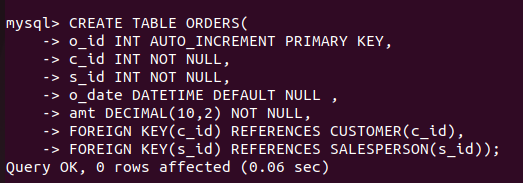 mysql> CREATE TABLE ORDERS(
    -> o_id INT AUTO_INCREMENT PRIMARY KEY,
    -> c_id INT NOT NULL,
    -> s_id INT NOT NULL,
    -> o_date DATETIME DEFAULT NULL ,
    -> amt DECIMAL(10,2) NOT NULL,
    -> FOREIGN KEY(c_id) REFERENCES CUSTOMER(c_id),
    -> FOREIGN KEY(s_id) REFERENCES SALESPERSON(s_id));
Query OK, 0 rows affected (0.06 sec)